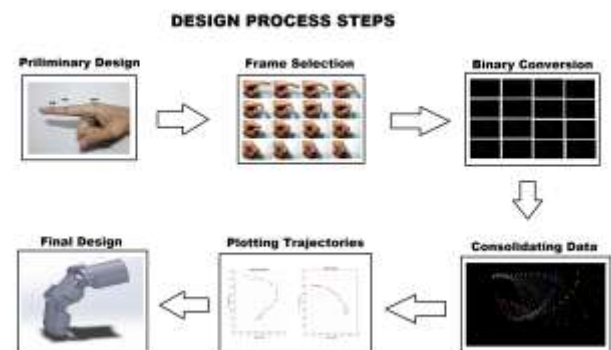 DESIGN PROCESS STEPS
Priliminary Design
Frame Selection
Binary Conversion
Final Design
Plotting Trajectories
Consolidating Data